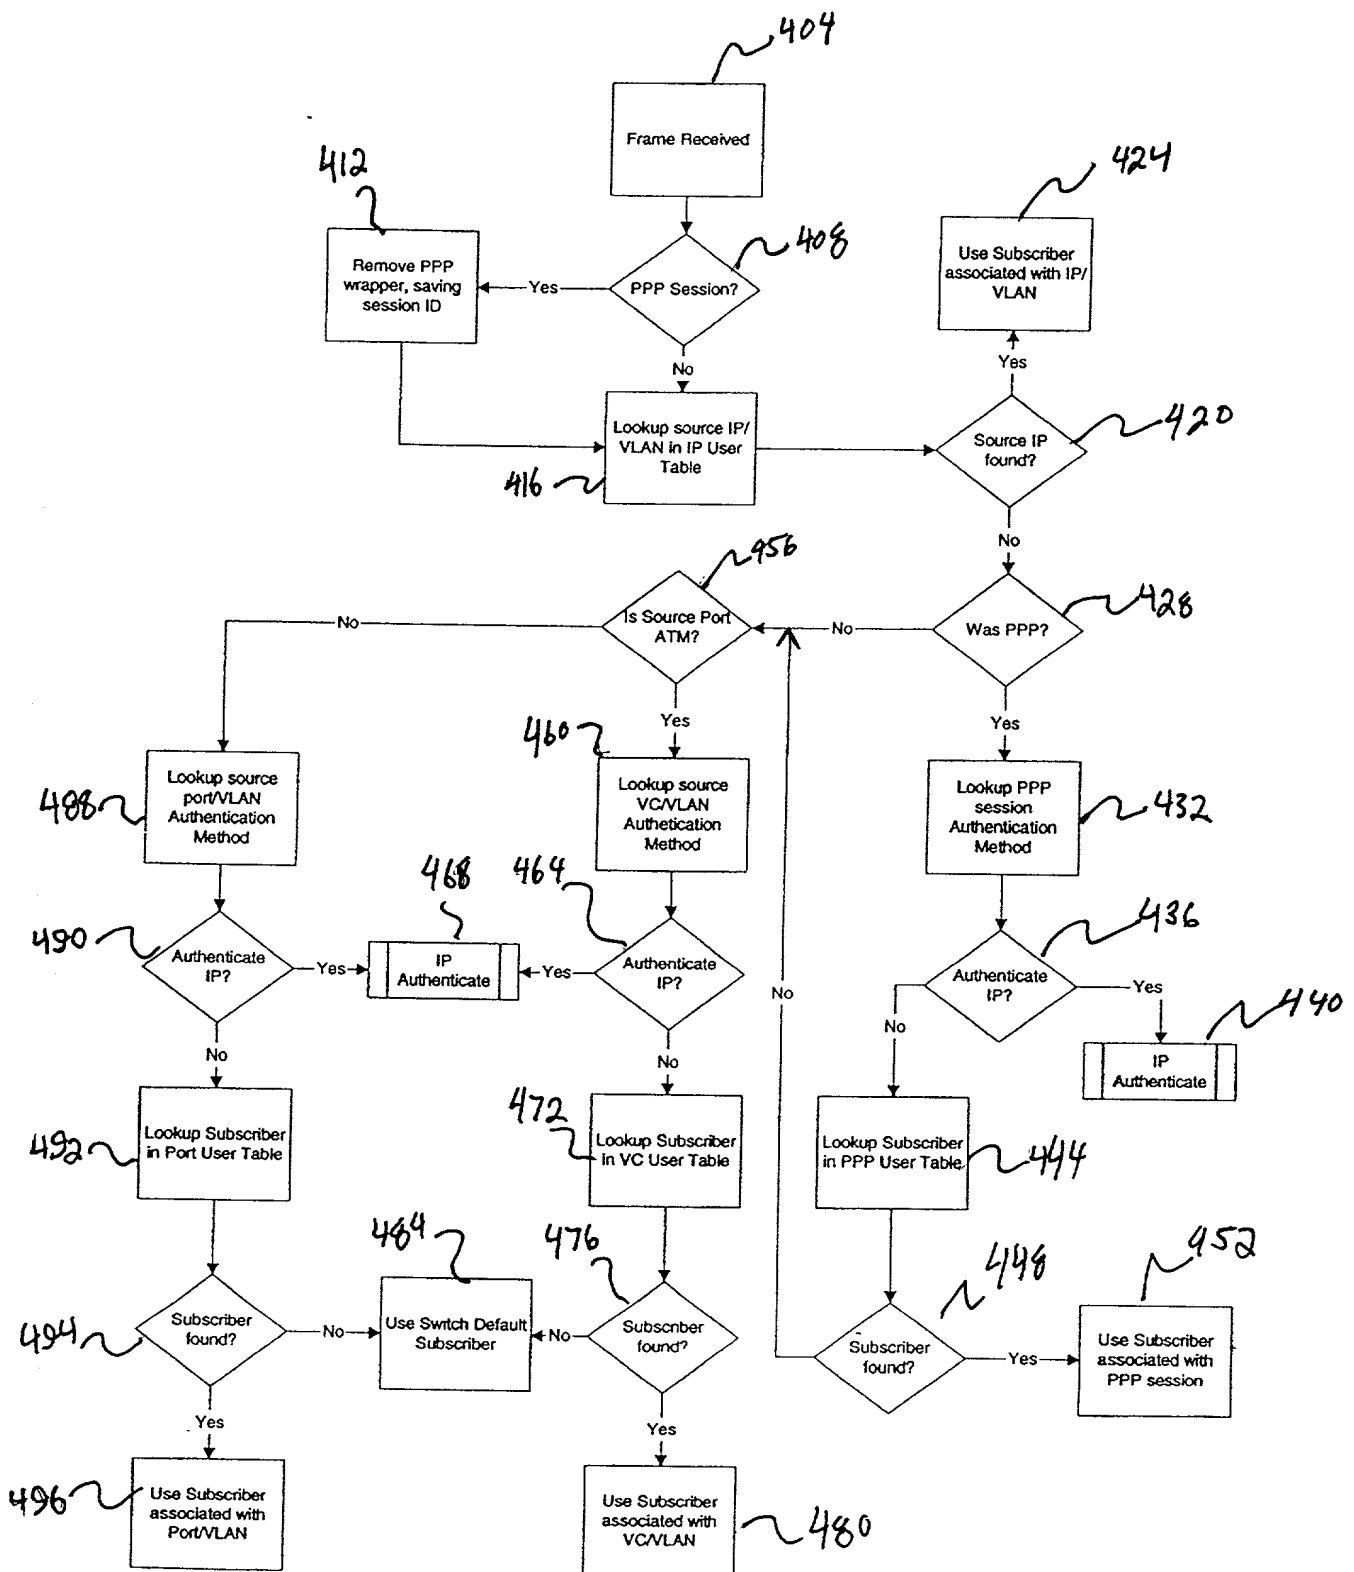 404
Frame Received
412
424
408
Use Subscriber
associated with IP/
VLAN
Remove PPP
wrapper, saving
session ID
Yes
PPP Session?
Yes
No
Lookup source IP/
VLAN in IP User
Table
416
Source IP
found?
420
No
956
Is Source Port
ATM?
No
No
Was PPP?
428
Yes
Yes
460
Lookup source
port/VLAN
Authentication
Method
488
Lookup source
VC/VLAN
Authetication
Method
Lookup PPP
session
Authentication
Method
432
468
464
436
490
Authenticate
IP?
Yes
IP
Authenticate
Yes
Authenticate
IP?
No
Authenticate
IP?
Yes
440
No
No
No
IP
Authenticate
492
Lookup Subscriber
in Port User Table
472
Lookup Subscriber
in VC User Table
Lookup Subscriber
in PPP User Table
444
484
476
448
452
494
Subscriber
found?
No
Use Switch Default
Subscriber
No
Subscriber
found?
Subscriber
found?
Yes
Use Subscriber
associated with
PPP session
Yes
Yes
496
Use Subscriber
associated with
Port/VLAN
Use Subscriber
associated with
VC/VLAN
480